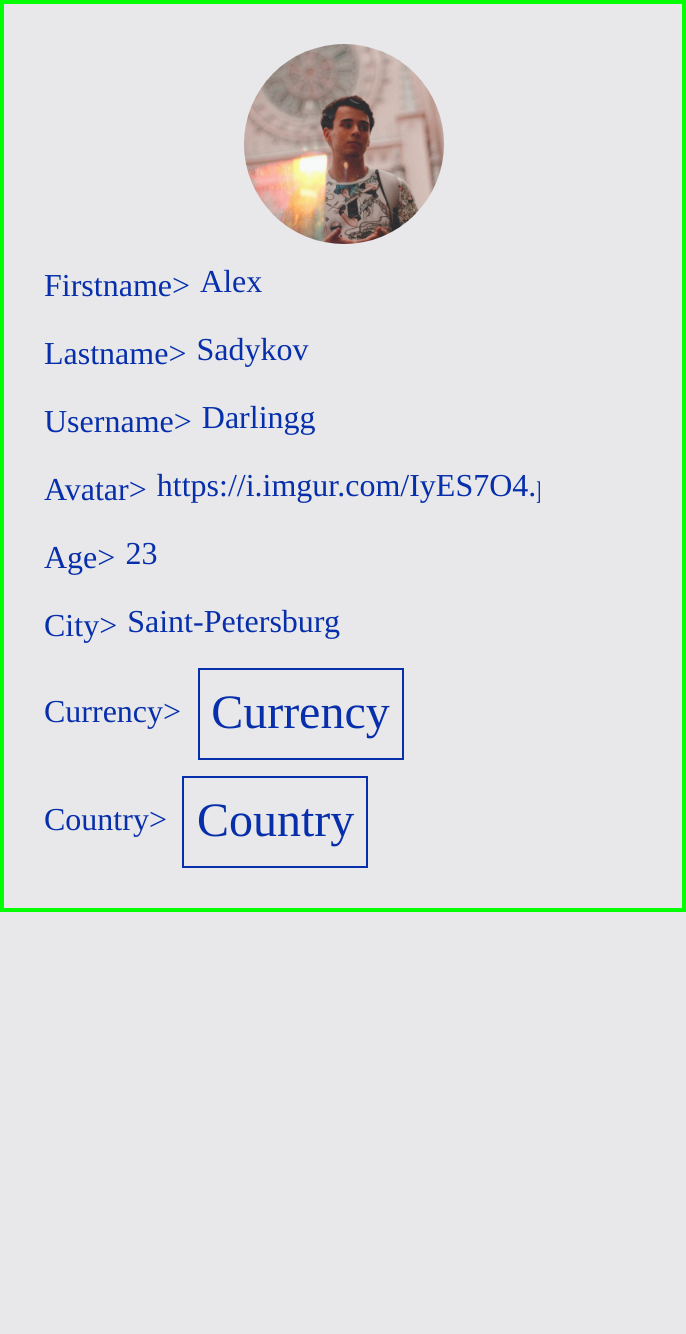 Firstname> Alex
Lastname> Sadykov
Username> Darlingg
Avatar> https://i.imgur.com/IyES7O4.
Age> 23
City> Saint-Petersburg
Currency> Currency
Country> Country